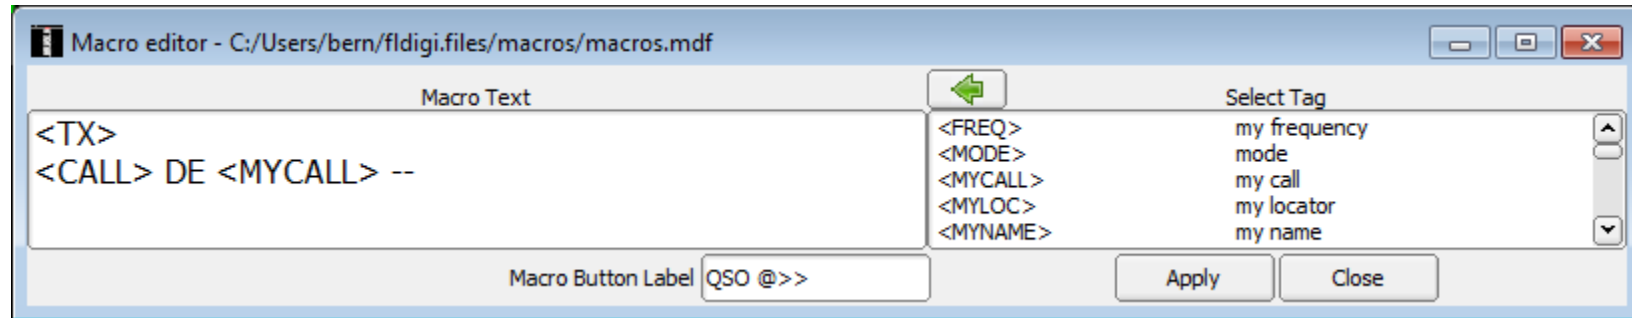 Macro editor - C:/Users/bern/fldigi.files/macros/macros.mdf
Macro Text
Select Tag
<TX>
<CALL> DE <MYCALL> --
<FREQ> my frequency
<MODE> mode
<MYCALL> my call
<MYLOC> my locator
<MYNAME> my name
Macro Button Label QSO @>>
Apply Close